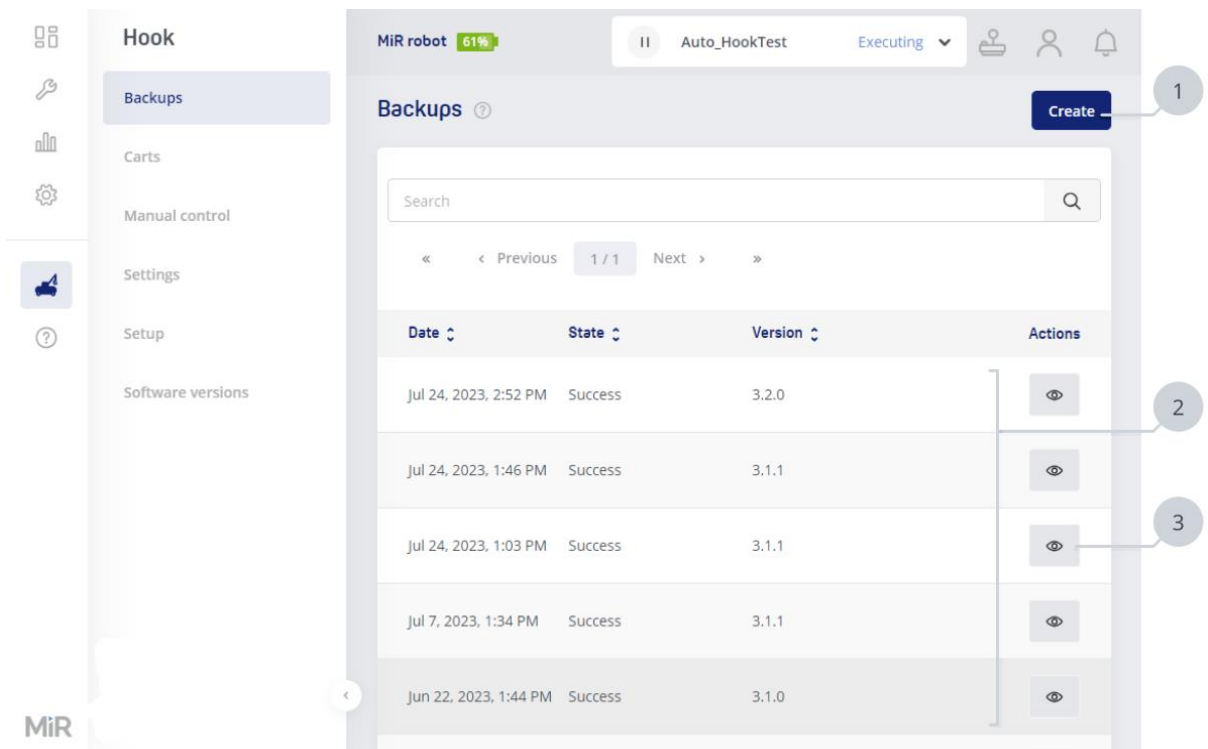 Hook
Backups
Carts
Manual control
Settings
Setup
Software versions
MiR
MiR robot 61%
Auto_HookTest Executing
Backups ?
Create
1
Search
« ‹ Previous 1 / 1 Next › »
Date State Version Actions
Jul 24, 2023, 2:52 PM Success 3.2.0
2
Jul 24, 2023, 1:46 PM Success 3.1.1
Jul 24, 2023, 1:03 PM Success 3.1.1
3
Jul 7, 2023, 1:34 PM Success 3.1.1
Jun 22, 2023, 1:44 PM Success 3.1.0